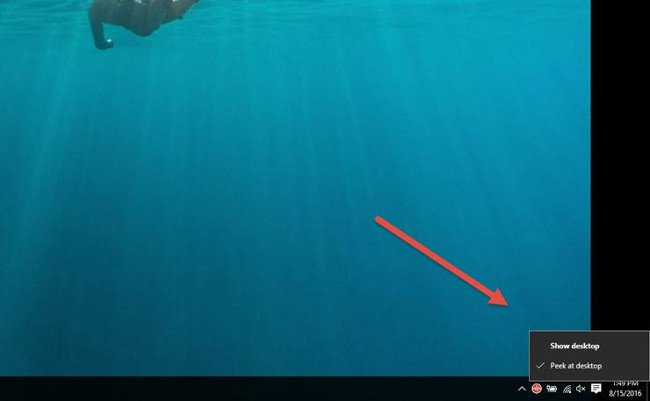 Show desktop
Peek at desktop
1:49 PM
8/15/2016